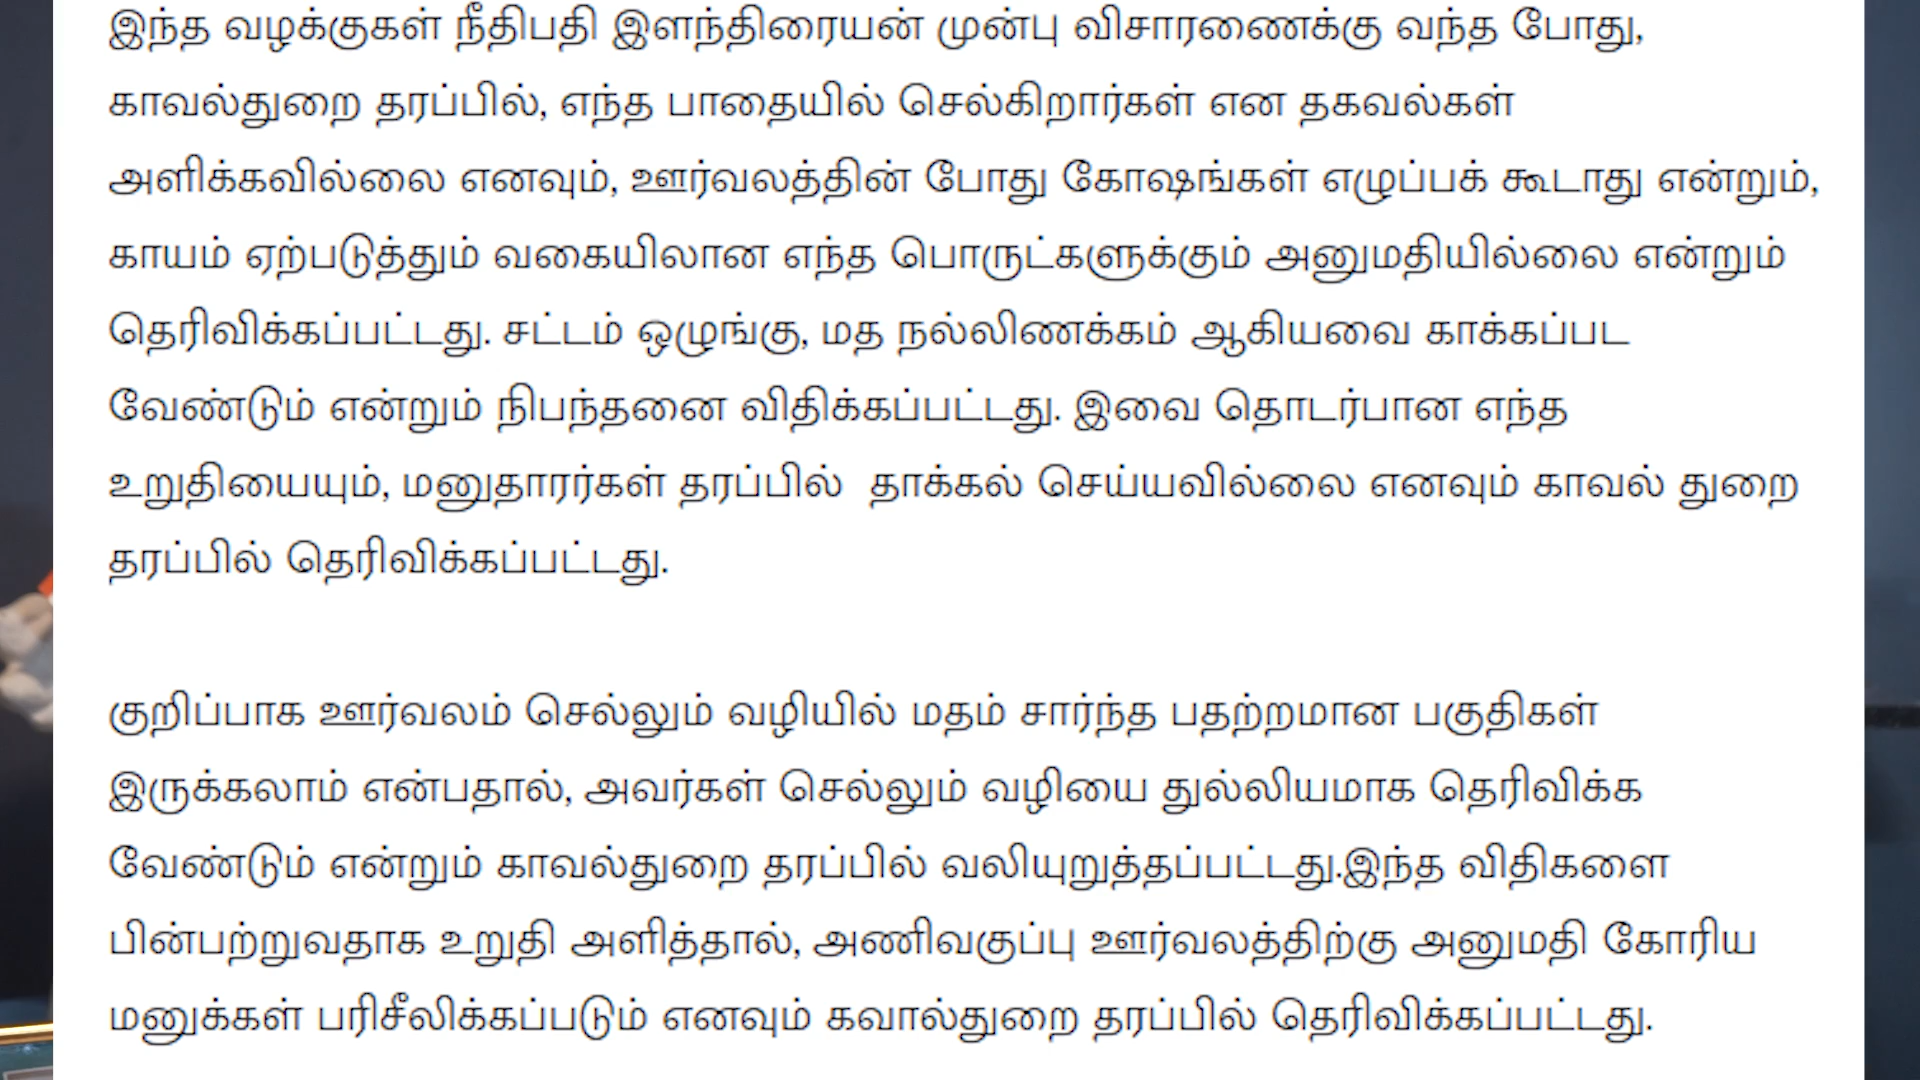 இந்த வழக்குகள் நீதிபதி இளந்திரையன் முன்பு விசாரணைக்கு வந்த போது,
காவல்துறை தரப்பில், எந்த பாதையில் செல்கிறார்கள் என தகவல்கள்
அளிக்கவில்லை எனவும், ஊர்வலத்தின் போது கோஷங்கள் எழுப்பக் கூடாது என்றும்,
காயம் ஏற்படுத்தும் வகையிலான எந்த பொருட்களுக்கும் அனுமதியில்லை என்றும்
தெரிவிக்கப்பட்டது. சட்டம் ஒழுங்கு, மத நல்லிணக்கம் ஆகியவை காக்கப்பட
வேண்டும் என்றும் நிபந்தனை விதிக்கப்பட்டது. இவை தொடர்பான எந்த
உறுதியையும், மனுதாரர்கள் தரப்பில்  தாக்கல் செய்யவில்லை எனவும் காவல் துறை
தரப்பில் தெரிவிக்கப்பட்டது.
குறிப்பாக ஊர்வலம் செல்லும் வழியில் மதம் சார்ந்த பதற்றமான பகுதிகள்
இருக்கலாம் என்பதால், அவர்கள் செல்லும் வழியை துல்லியமாக தெரிவிக்க
வேண்டும் என்றும் காவல்துறை தரப்பில் வலியுறுத்தப்பட்டது.இந்த விதிகளை
பின்பற்றுவதாக உறுதி அளித்தால், அணிவகுப்பு ஊர்வலத்திற்கு அனுமதி கோரிய
மனுக்கள் பரிசீலிக்கப்படும் எனவும் கவால்துறை தரப்பில் தெரிவிக்கப்பட்டது.